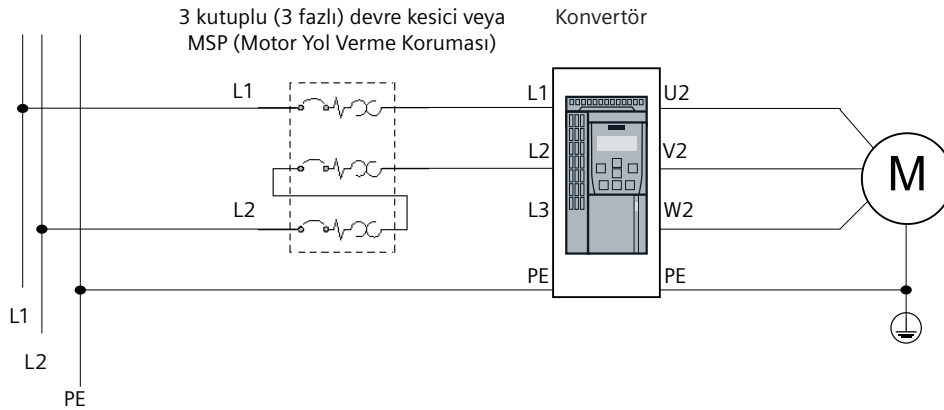 3 kutuplu (3 fazlı) devre kesici veya
MSP (Motor Yol Verme Koruması)
Konvertör
L1
L1
U2
L2
V2
M
L2
L3
W2
PE
PE
L1
L2
PE